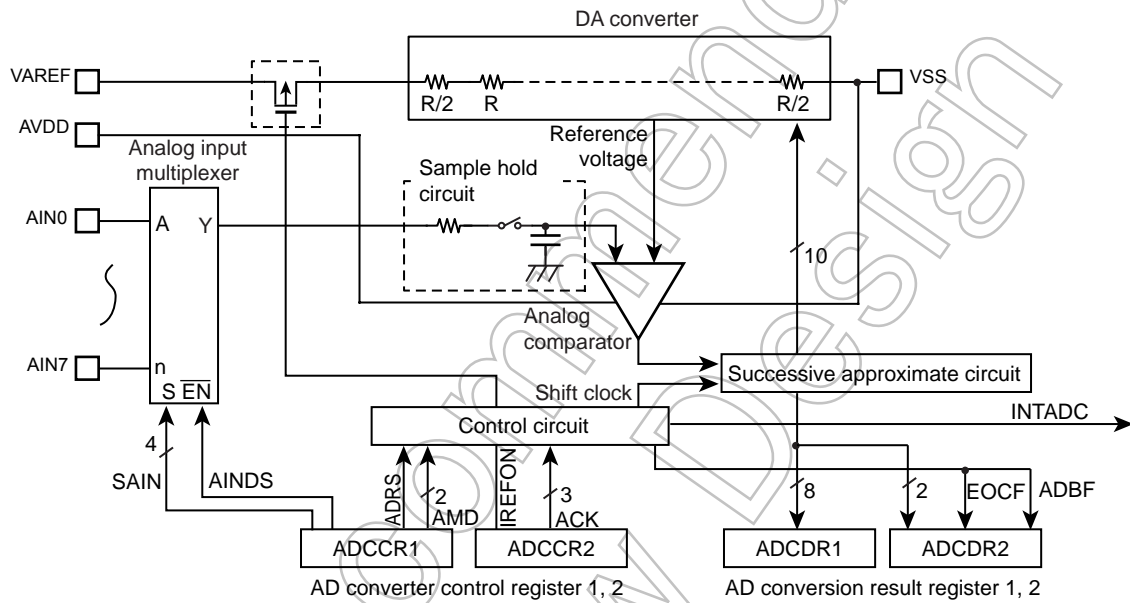 DA converter
VAREF
R/2
R
R/2
VSS
AVDD
Analog input
multiplexer
Reference
voltage
Sample hold
circuit
AIN0
A
Y
10
Analog
comparator
AIN7
n
S
EN
Successive approximate circuit
Shift clock
INTADC
Control circuit
4
SAIN
AINDS
ADRS
2
AMD
IREFON
3
ACK
8
2
EOCF
ADBF
ADCCR1
ADCCR2
ADCDR1
ADCDR2
AD converter control register 1, 2
AD conversion result register 1, 2
commend
Design